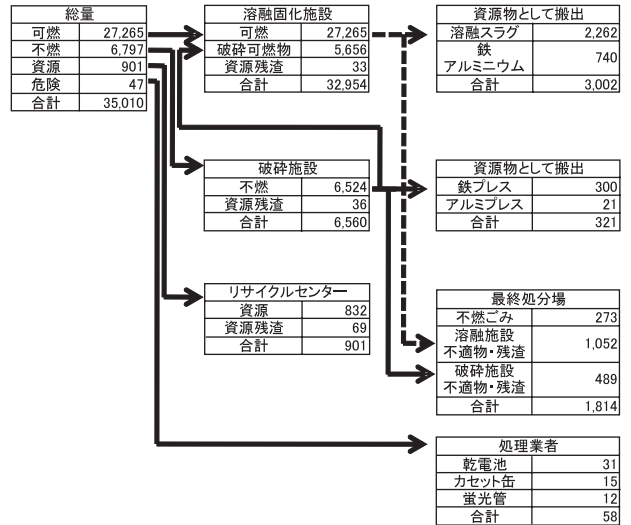 総量
可燃 27,265
不燃 6,797
資源 901
危険 47
合計 35,010
溶融固化施設
可燃 27,265
破砕可燃物 5,656
資源残渣 33
合計 32,954
資源物として搬出
溶融スラグ 2,262
鉄
アルミニウム 740
合計 3,002
破砕施設
不燃 6,524
資源残渣 36
合計 6,560
資源物として搬出
鉄プレス 300
アルミプレス 21
合計 321
リサイクルセンター
資源 832
資源残渣 69
合計 901
最終処分場
不燃ごみ 273
溶融施設
不適物・残渣 1,052
破砕施設
不適物・残渣 489
合計 1,814
処理業者
乾電池 31
カセット缶 15
蛍光管 12
合計 58